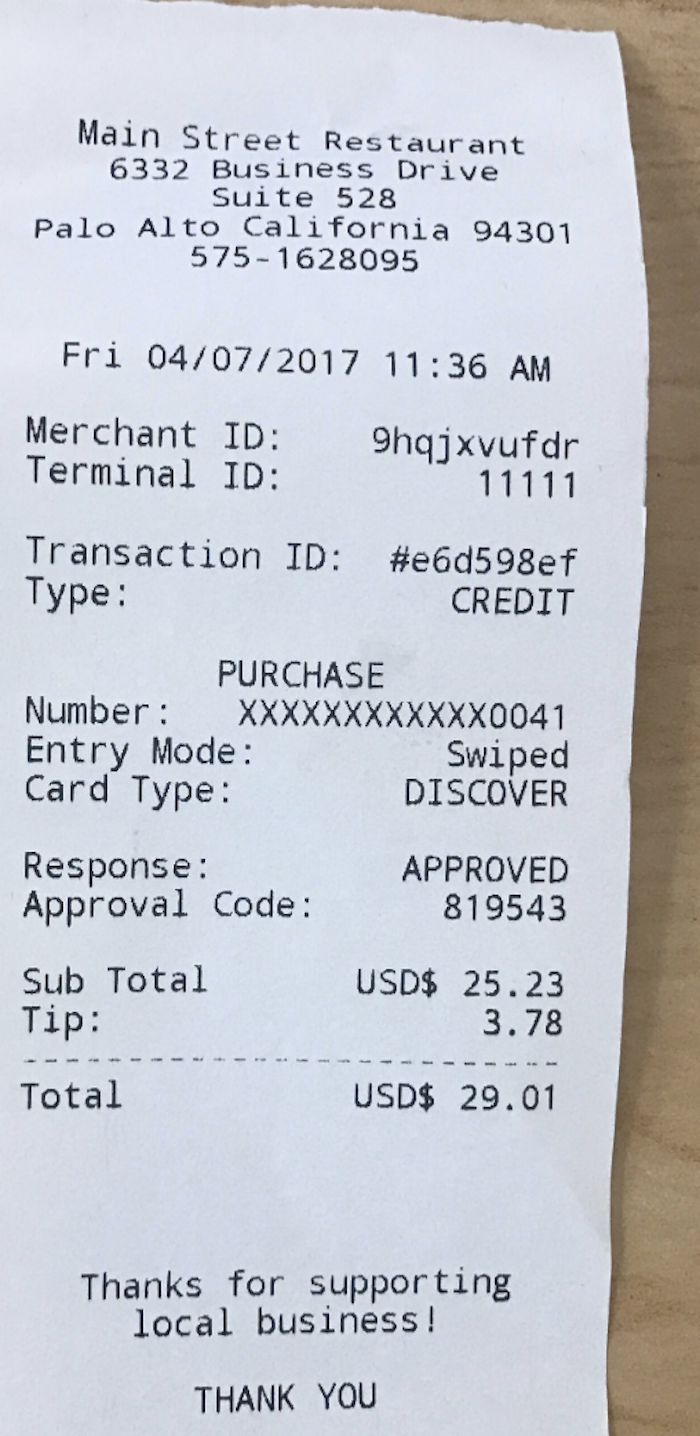 Main Street Restaurant
6332 Business Drive
Suite 528
Palo Alto California 94301
575-1628095
Fri 04/07/2017 11:36 AM
Merchant ID: 9hqjxvufdr
Terminal ID: 11111
Transaction ID: #e6d598ef
Type: CREDIT
PURCHASE
Number: XXXXXXXXXXXX0041
Entry Mode: Swiped
Card Type: DISCOVER
Response: APPROVED
Approval Code: 819543
Sub Total USD$ 25.23
Tip: 3.78
Total USD$ 29.01
Thanks for supporting
local business!
THANK YOU